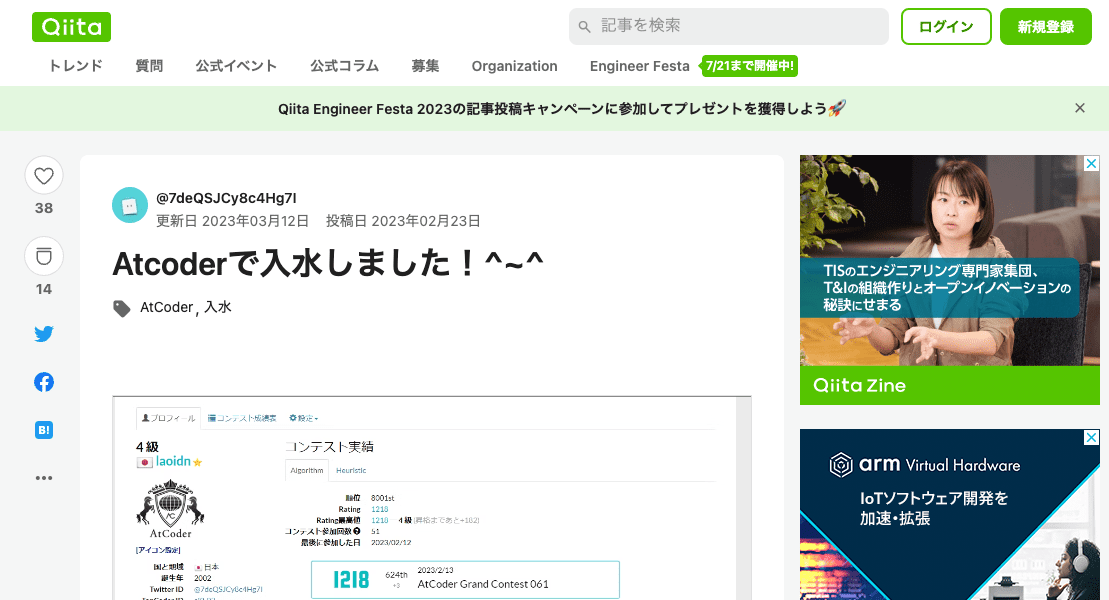 Qiita
記事を検索
ログイン
新規登録
トレンド 質問 公式イベント 公式コラム 募集 Organization Engineer Festa 7/21まで開催中!
Qiita Engineer Festa 2023の記事投稿キャンペーンに参加してプレゼントを獲得しよう🚀
38
14
B!
@7deQSJCy8c4Hg7I
更新日 2023年03月12日 投稿日 2023年02月23日
Atcoderで入水しました！^~^
AtCoder , 入水
プロフィール コンテスト成績表 設定
4 級
laoidn
AtCoder
[アイコン設定]
国と地域 日本
誕生年 2002
Twitter ID @7deQSJCy8c4Hg7I
コンテスト実績
Algorithm Heuristic
順位 8001st
Rating 1218
Rating最高値 1218 4 級 (昇格まであと+182)
コンテスト参加回数 51
最後に参加した日 2023/02/12
1218 624th +3
2023/2/13
AtCoder Grand Contest 061
TISのエンジニアリング専門家集団、
T&Iの組織作りとオープンイノベーションの
秘訣にせまる
Qiita Zine
arm Virtual Hardware
IoTソフトウェア開発を
加速・拡張